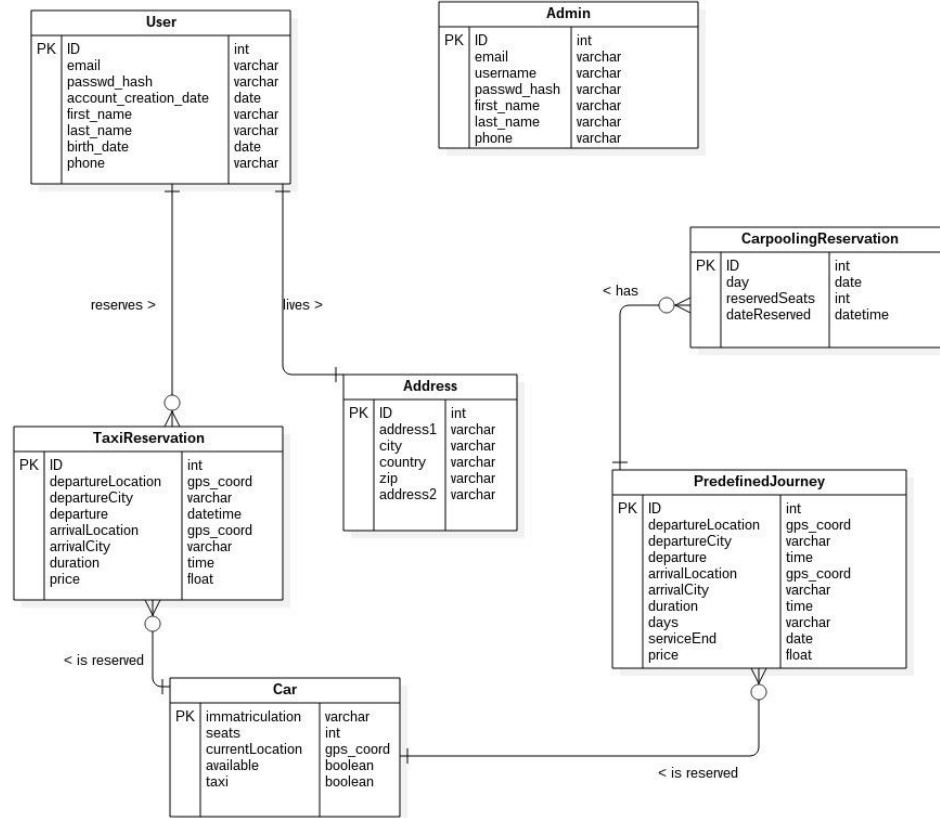 User
PK ID int
email varchar
passwd_hash varchar
account_creation_date date
first_name varchar
last_name varchar
birth_date date
phone varchar
Admin
PK ID int
email varchar
username varchar
passwd_hash varchar
first_name varchar
last_name varchar
phone varchar
CarpoolingReservation
PK ID int
day date
reservedSeats int
dateReserved datetime
reserves >
lives >
< has
Address
PK ID int
address1 varchar
city varchar
country varchar
zip varchar
address2 varchar
TaxiReservation
PK ID int
departureLocation gps_coord
departureCity varchar
departure datetime
arrivalLocation gps_coord
arrivalCity varchar
duration time
price float
PredefinedJourney
PK ID int
departureLocation gps_coord
departureCity varchar
departure time
arrivalLocation gps_coord
arrivalCity varchar
duration time
days varchar
serviceEnd date
price float
< is reserved
Car
PK immatriculation varchar
seats int
currentLocation gps_coord
available boolean
taxi boolean
< is reserved